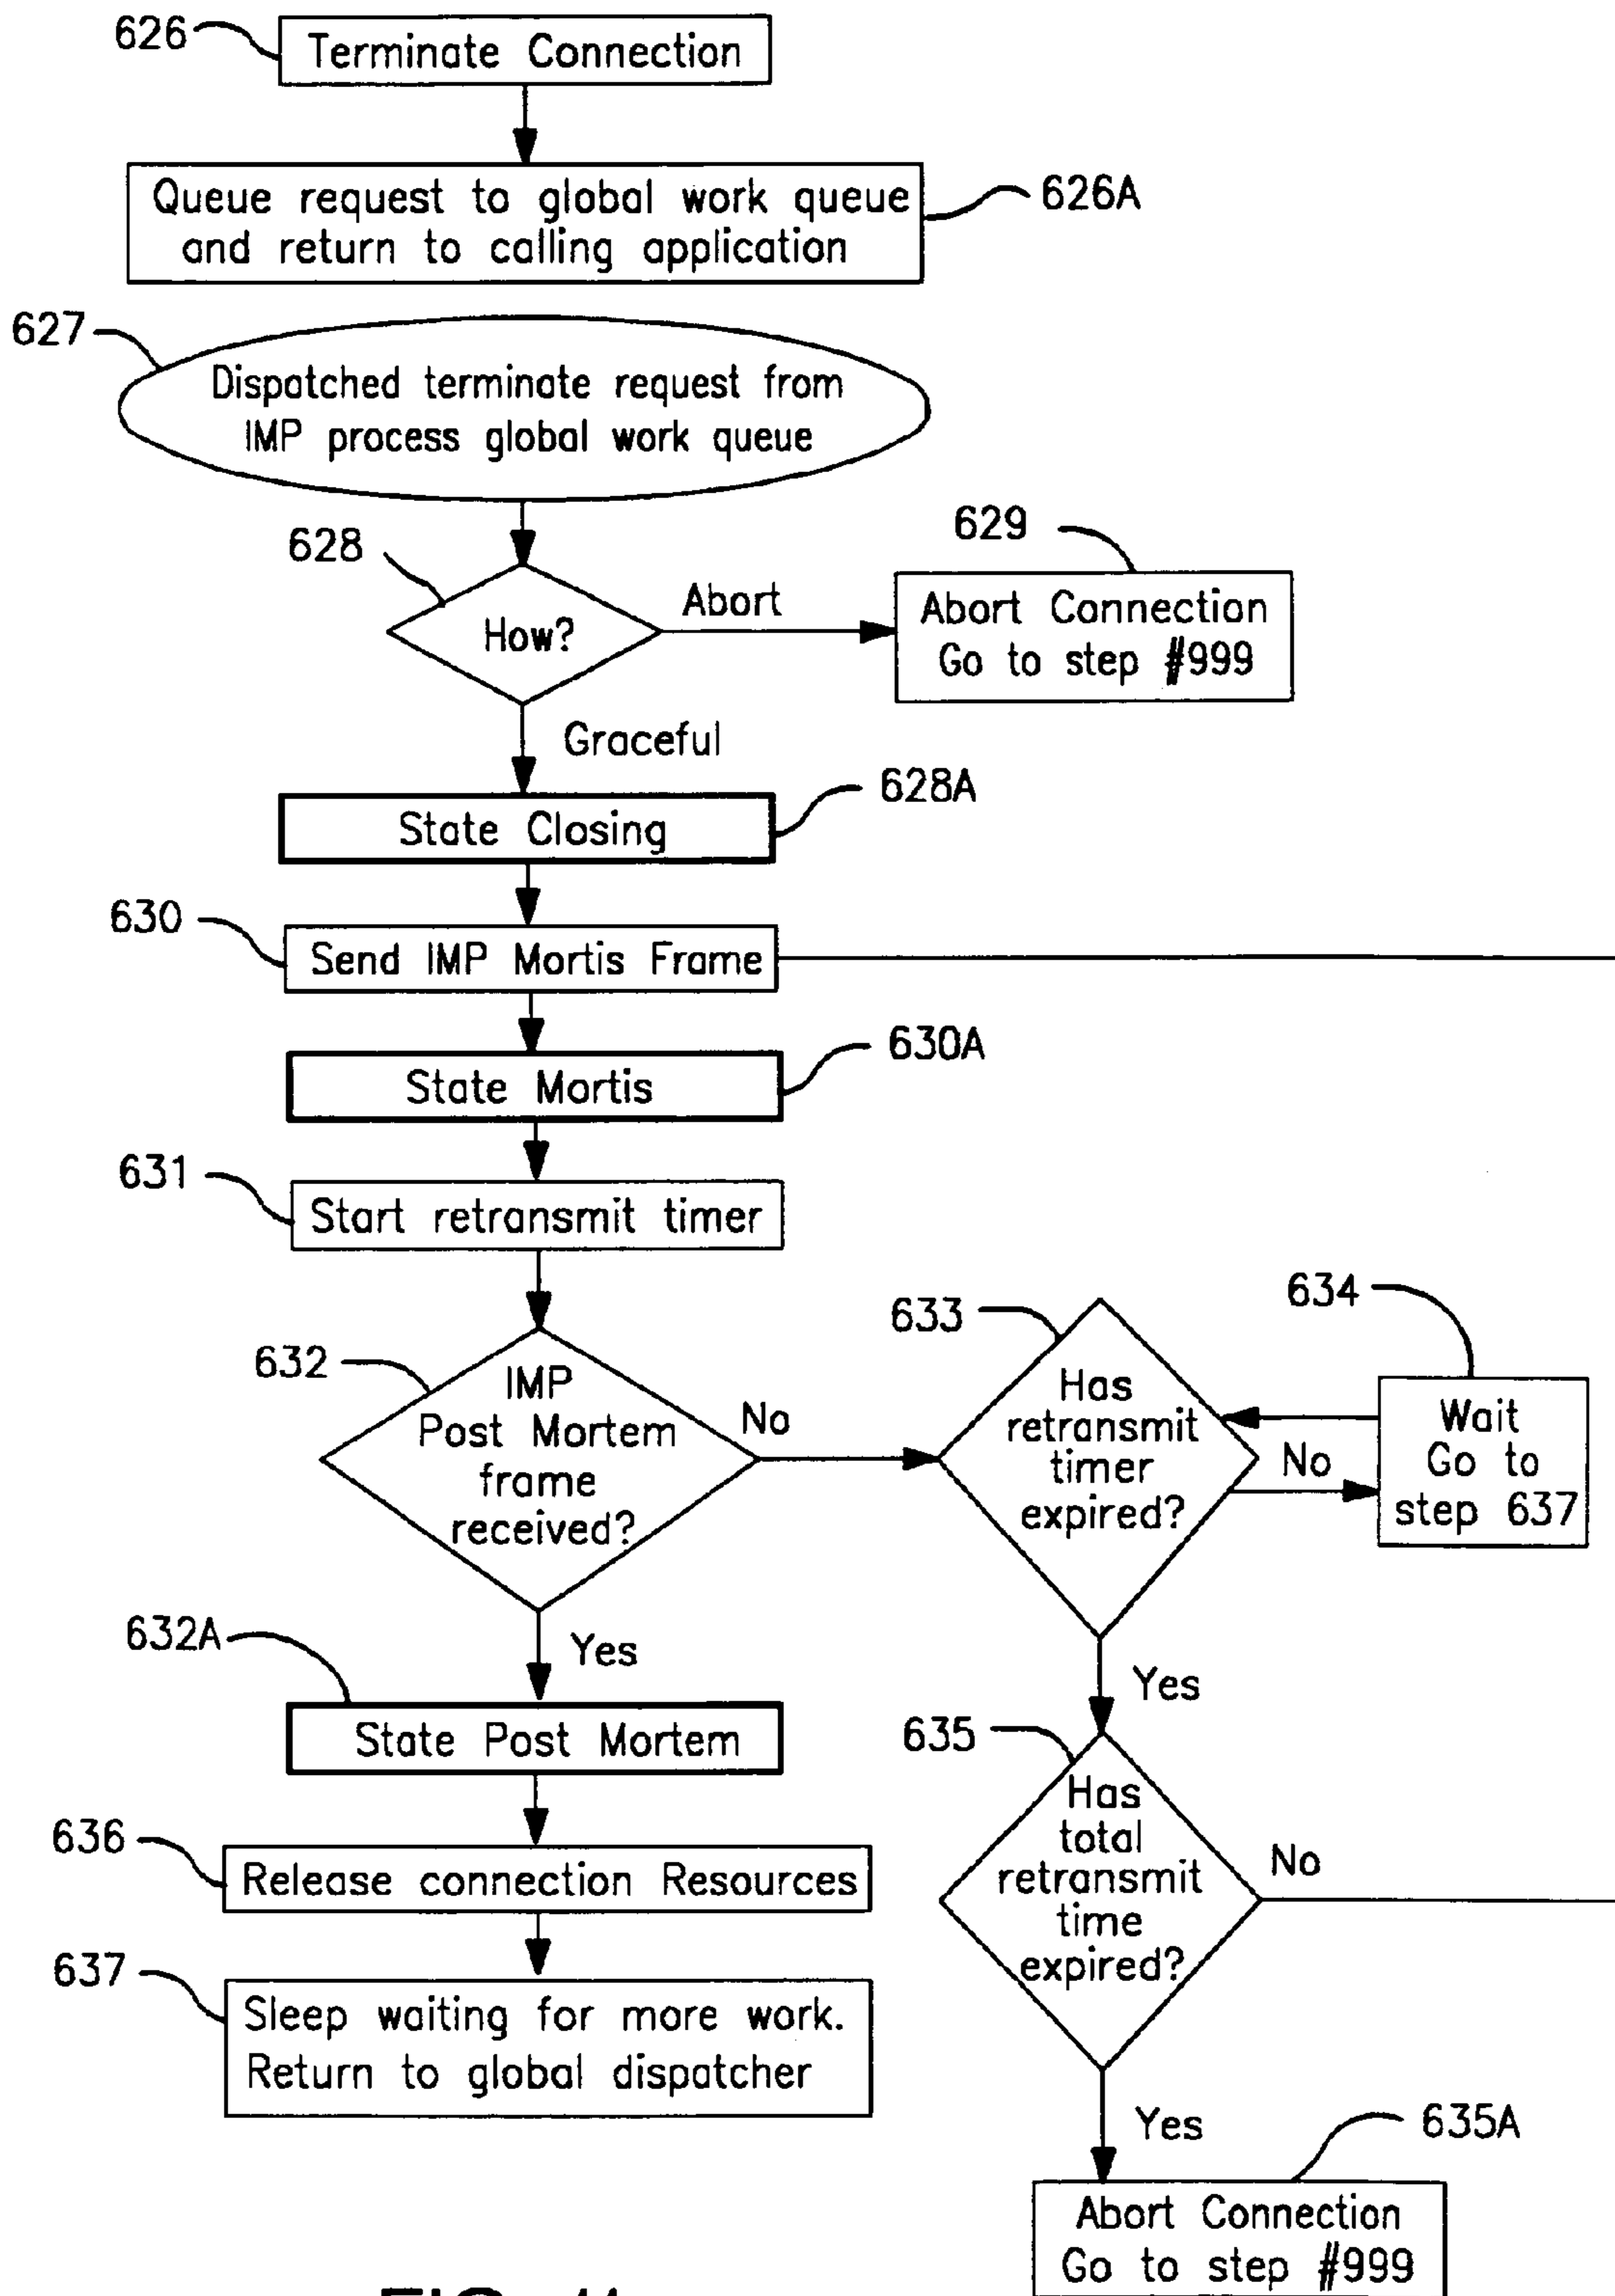 626
Terminate Connection
Queue request to global work queue
and return to calling application
626A
627
Dispatched terminate request from
IMP process global work queue
628
How?
Abort
629
Abort Connection
Go to step #999
Graceful
628A
State Closing
630
Send IMP Mortis Frame
630A
State Mortis
631
Start retransmit timer
632
IMP
Post Mortem
frame
received?
No
633
Has
retransmit
timer
expired?
No
634
Wait
Go to
step 637
Yes
632A
State Post Mortem
Yes
635
Has
total
retransmit
time
expired?
No
636
Release connection Resources
637
Sleep waiting for more work.
Return to global dispatcher
Yes
635A
Abort Connection
Go to step #999